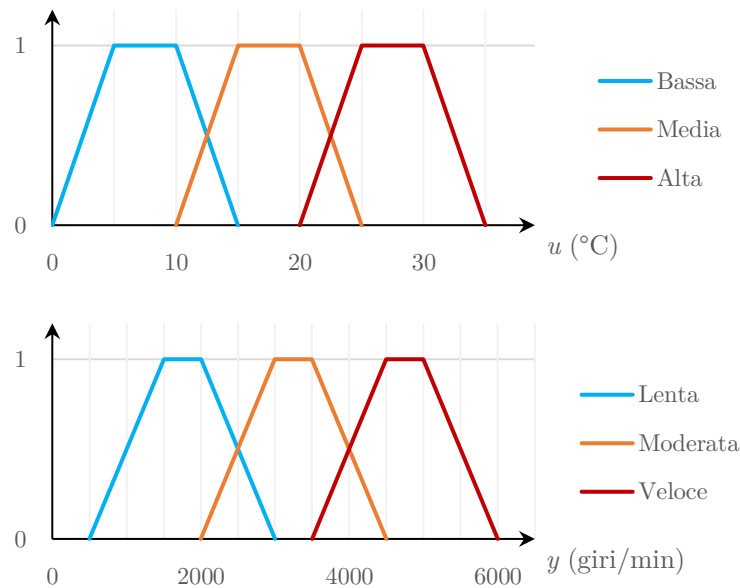 1
Bassa
Media
Alta
0
0 10 20 30
u (°C)
1
Lenta
Moderata
Veloce
0
0 2000 4000 6000
y (giri/min)